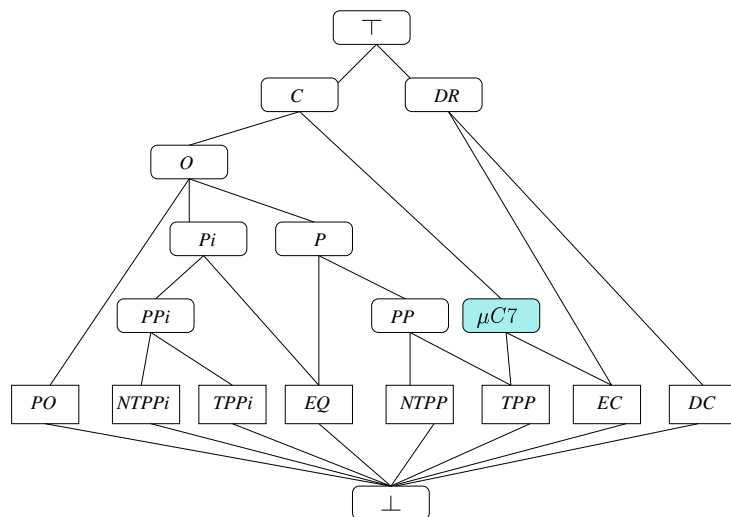 ⊤
C DR
O
Pi P
PPi PP μC7
PO NTPPi TPPi EQ NTPP TPP EC DC
⊥